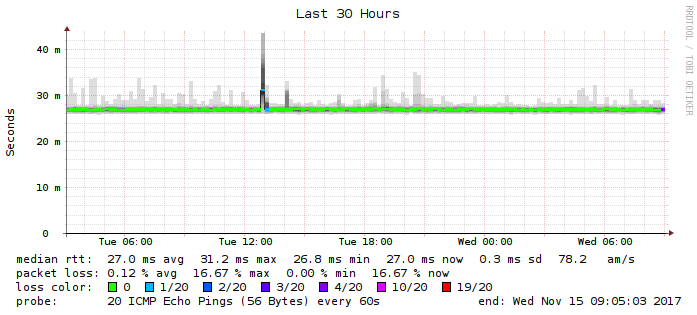 Last 30 Hours
RRDTOOL / TOBI OETIKER
Seconds
40 m
30 m
20 m
10 m
0
Tue 06:00 Tue 12:00 Tue 18:00 Wed 00:00 Wed 06:00
median rtt: 27.0 ms avg 31.2 ms max 26.8 ms min 27.0 ms now 0.3 ms sd 78.2 am/s
packet loss: 0.12 % avg 16.67 % max 0.00 % min 16.67 % now
loss color: 0 1/20 2/20 3/20 4/20 10/20 19/20
probe: 20 ICMP Echo Pings (56 Bytes) every 60s end: Wed Nov 15 09:05:03 2017